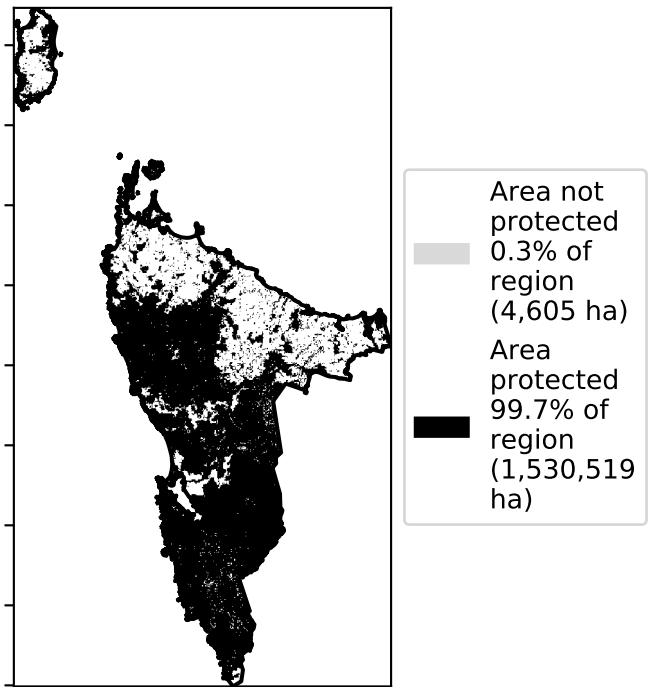 Area not
protected
0.3% of
region
(4,605 ha)
Area
protected
99.7% of
region
(1,530,519
ha)